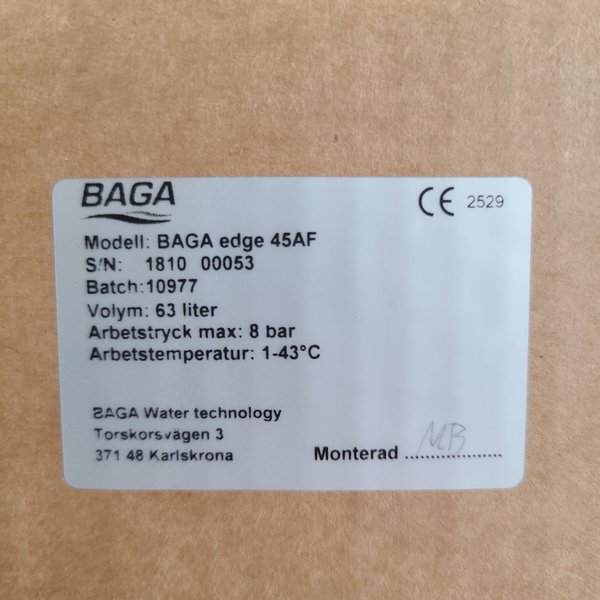 BAGA
CE 2529
Modell: BAGA edge 45AF
S/N: 1810 00053
Batch:10977
Volym: 63 liter
Arbetstryck max: 8 bar
Arbetstemperatur: 1-43°C
BAGA Water technology
Torskorsvägen 3
371 48 Karlskrona
Monterad MB